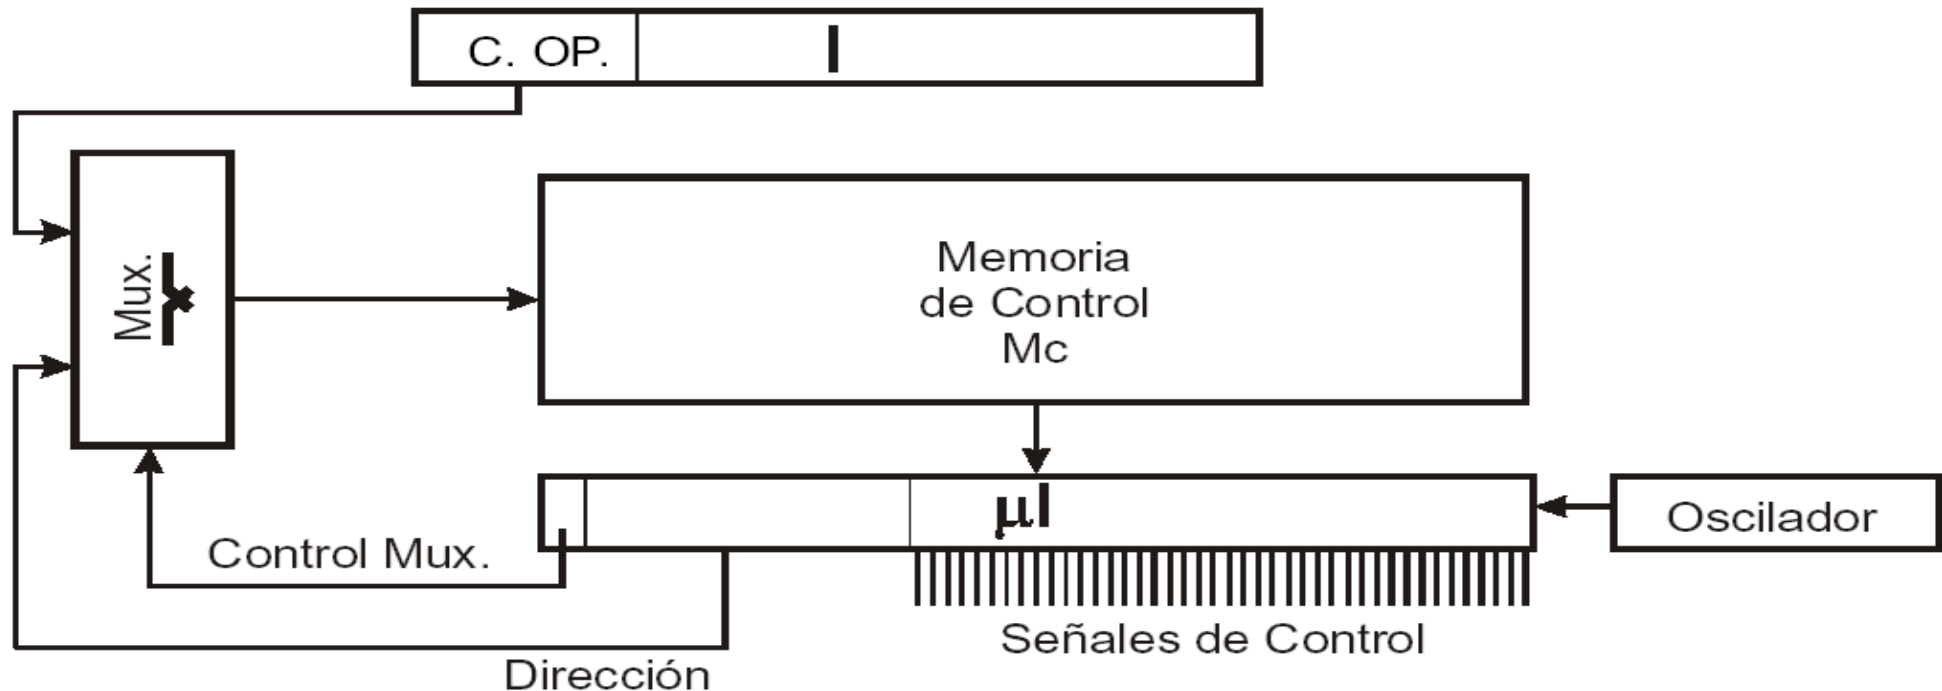 C. OP.
I
Mux.
Memoria
de Control
Mc
μI
Oscilador
Control Mux.
Señales de Control
Dirección